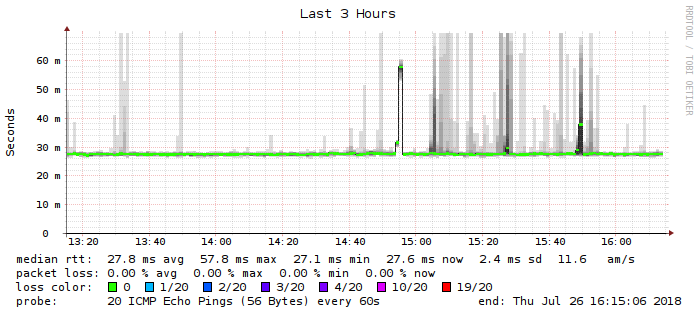 Last 3 Hours
RRDTOOL / TOBI OETIKER
Seconds
60 m
50 m
40 m
30 m
20 m
10 m
0
13:20 13:40 14:00 14:20 14:40 15:00 15:20 15:40 16:00
median rtt: 27.8 ms avg 57.8 ms max 27.1 ms min 27.6 ms now 2.4 ms sd 11.6 am/s
packet loss: 0.00 % avg 0.00 % max 0.00 % min 0.00 % now
loss color: 0 1/20 2/20 3/20 4/20 10/20 19/20
probe: 20 ICMP Echo Pings (56 Bytes) every 60s end: Thu Jul 26 16:15:06 2018